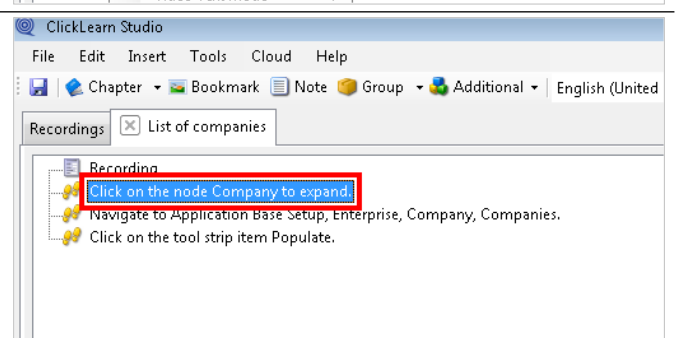 ClickLearn Studio
File Edit Insert Tools Cloud Help
Chapter Bookmark Note Group Additional English (United
Recordings List of companies
Recording
Click on the node Company to expand.
Navigate to Application Base Setup, Enterprise, Company, Companies.
Click on the tool strip item Populate.